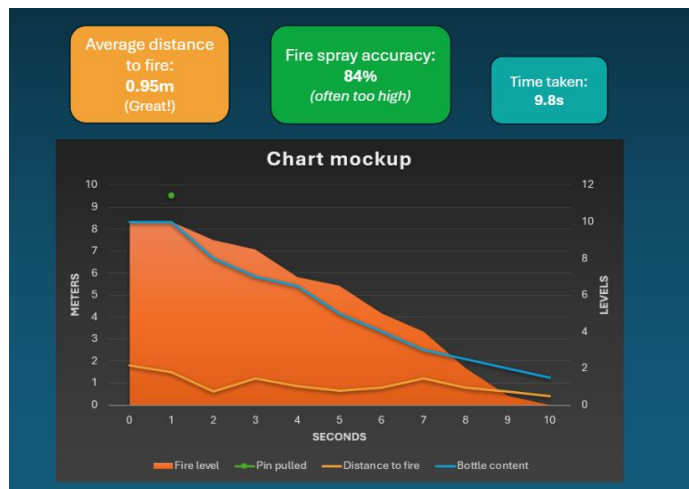 Average distance
to fire:
0.95m
(Great!)
Fire spray accuracy:
84%
(often too high)
Time taken:
9.8s
Chart mockup
10
9
8
7
6
5
4
3
2
1
0
METERS
12
10
8
6
4
2
0
LEVELS
0 1 2 3 4 5 6 7 8 9 10
SECONDS
Fire level Pin pulled Distance to fire Bottle content